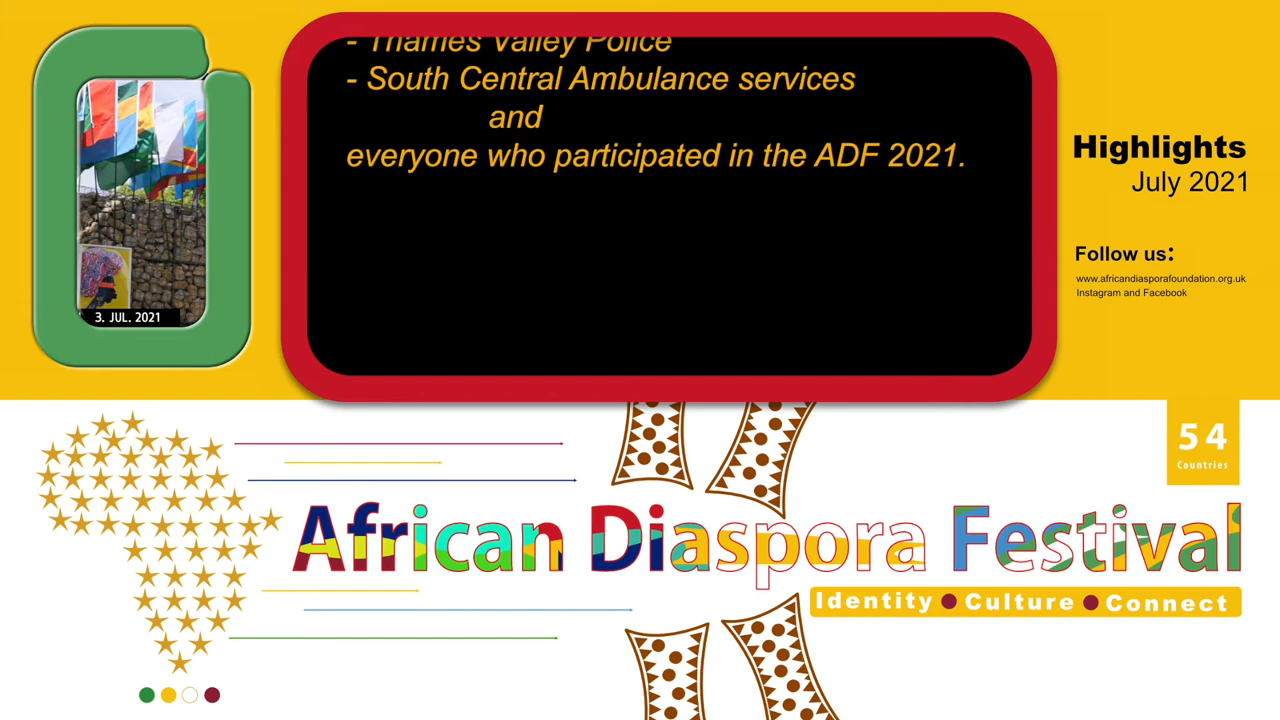 - Thames Valley Police
- South Central Ambulance services
and
everyone who participated in the ADF 2021.
3. JUL. 2021
Highlights
July 2021
Follow us:
www.africandiasporafoundation.org.uk
Instagram and Facebook
54
Countries
African Diaspora Festival
Identity ● Culture ● Connect